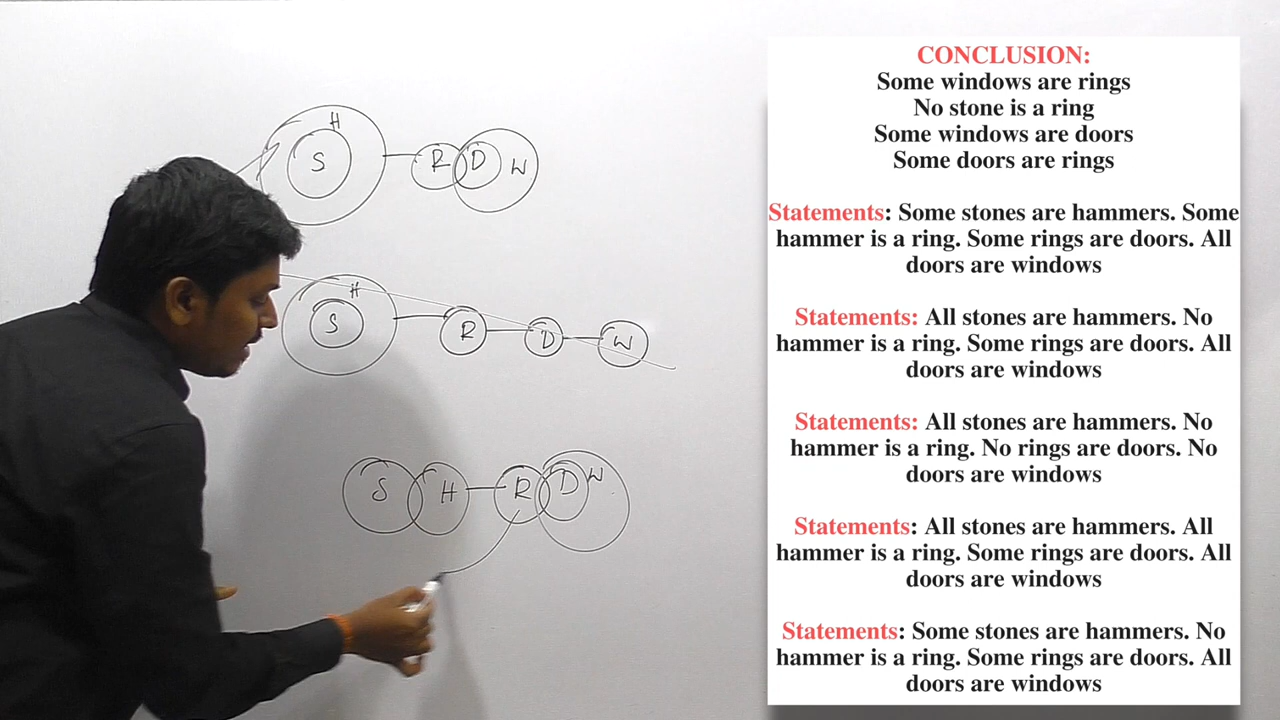 H
S
R
D
W
H
S
R
D
W
S
H
R
D
W
CONCLUSION:
Some windows are rings
No stone is a ring
Some windows are doors
Some doors are rings
Statements: Some stones are hammers. Some
hammer is a ring. Some rings are doors. All
doors are windows
Statements: All stones are hammers. No
hammer is a ring. Some rings are doors. All
doors are windows
Statements: All stones are hammers. No
hammer is a ring. No rings are doors. No
doors are windows
Statements: All stones are hammers. All
hammer is a ring. Some rings are doors. All
doors are windows
Statements: Some stones are hammers. No
hammer is a ring. Some rings are doors. All
doors are windows